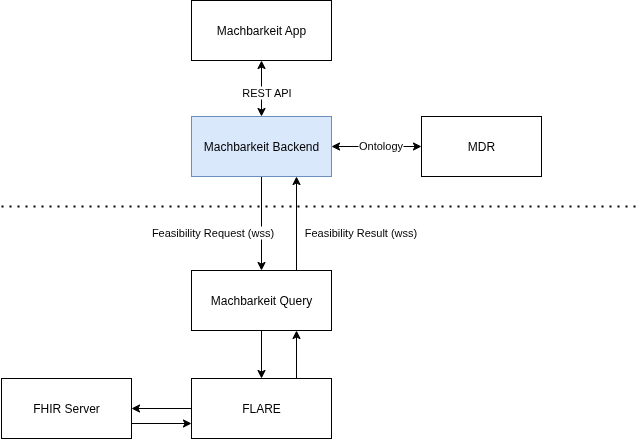 Machbarkeit App
REST API
Machbarkeit Backend
Ontology
MDR
Feasibility Request (wss)
Feasibility Result (wss)
Machbarkeit Query
FHIR Server
FLARE